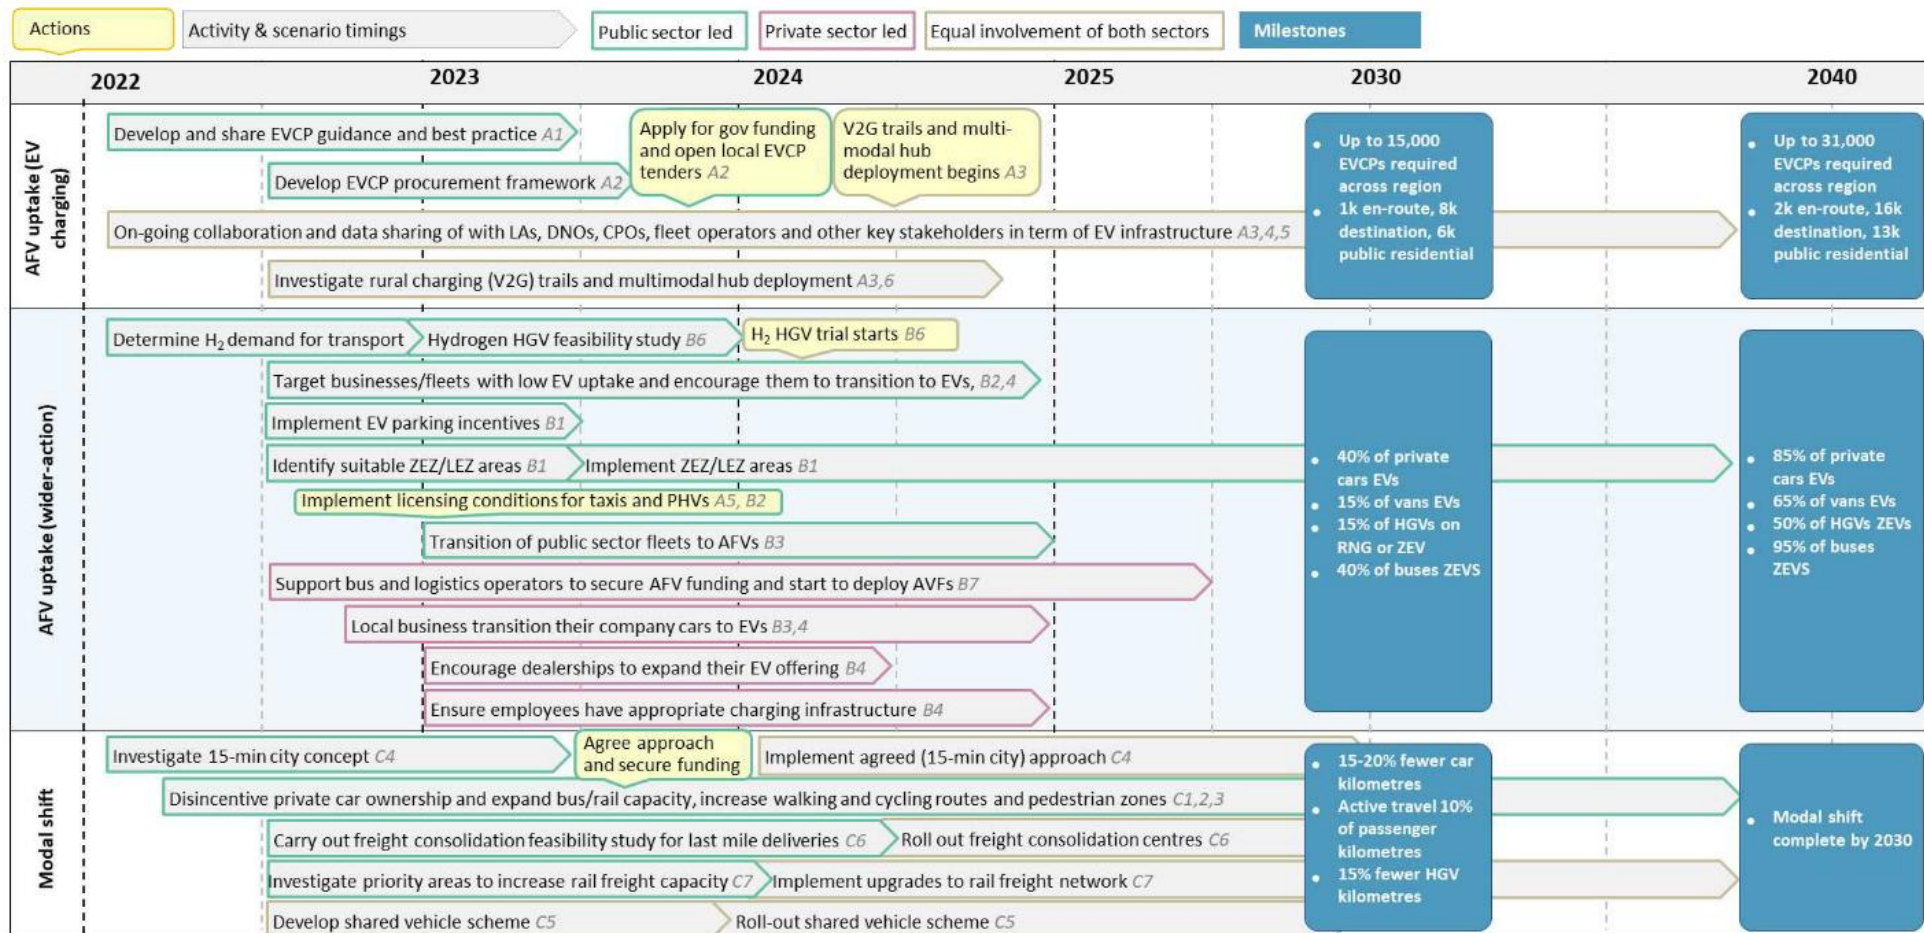 Actions
Activity & scenario timings
Public sector led
Private sector led
Equal involvement of both sectors
Milestones
2022
2023
2024
2025
2030
2040
AFV uptake (EV
charging)
Develop and share EVCP guidance and best practice A1
Develop EVCP procurement framework A2
Apply for gov funding
and open local EVCP
tenders A2
V2G trails and multi-
modal hub
deployment begins A3
On-going collaboration and data sharing of with LAs, DNOs, CPOs, fleet operators and other key stakeholders in term of EV infrastructure A3,4,5
Investigate rural charging (V2G) trails and multimodal hub deployment A3,6
• Up to 15,000
EVCPs required
across region
• 1k en-route, 8k
destination, 6k
public residential
• Up to 31,000
EVCPs required
across region
• 2k en-route, 16k
destination, 13k
public residential
AFV uptake (wider-action)
Determine H2 demand for transport
Hydrogen HGV feasibility study B6
H2 HGV trial starts B6
Target businesses/fleets with low EV uptake and encourage them to transition to EVs, B2,4
Implement EV parking incentives B1
Identify suitable ZEZ/LEZ areas B1
Implement ZEZ/LEZ areas B1
Implement licensing conditions for taxis and PHVs A5, B2
Transition of public sector fleets to AFVs B3
Support bus and logistics operators to secure AFV funding and start to deploy AVFs B7
Local business transition their company cars to EVs B3,4
Encourage dealerships to expand their EV offering B4
Ensure employees have appropriate charging infrastructure B4
• 40% of private
cars EVs
• 15% of vans EVs
• 15% of HGVs on
RNG or ZEV
• 40% of buses ZEVS
• 85% of private
cars EVs
• 65% of vans EVs
• 50% of HGVs ZEVs
• 95% of buses
ZEVS
Modal shift
Investigate 15-min city concept C4
Agree approach
and secure funding
Implement agreed (15-min city) approach C4
Disincentive private car ownership and expand bus/rail capacity, increase walking and cycling routes and pedestrian zones C1,2,3
Carry out freight consolidation feasibility study for last mile deliveries C6
Roll out freight consolidation centres C6
Investigate priority areas to increase rail freight capacity C7
Implement upgrades to rail freight network C7
Develop shared vehicle scheme C5
Roll-out shared vehicle scheme C5
• 15-20% fewer car
kilometres
• Active travel 10%
of passenger
kilometres
• 15% fewer HGV
kilometres
• Modal shift
complete by 2030